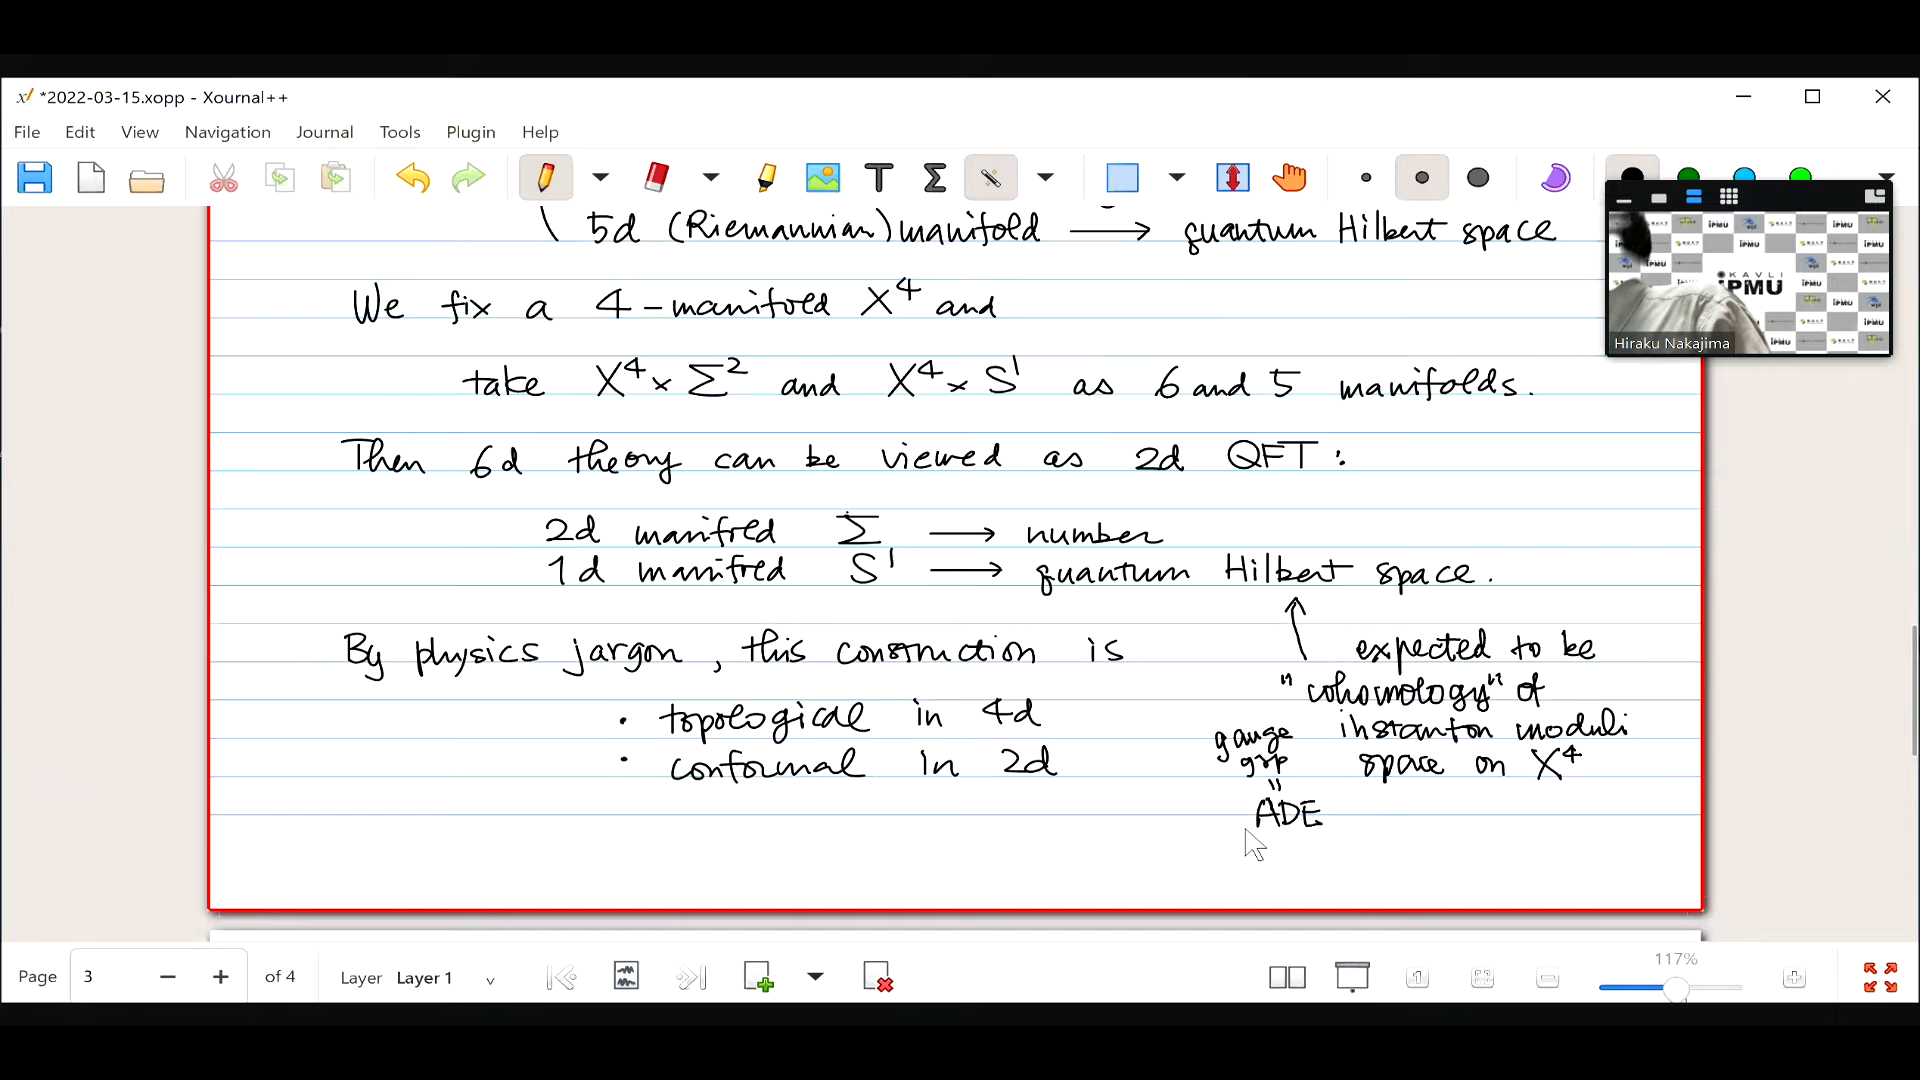 *2022-03-15.xopp - Xournal++
File Edit View Navigation Journal Tools Plugin Help
5d (Riemannian) manifold → quantum Hilbert space
We fix a 4-manifold X⁴ and
take X⁴ × Σ² and X⁴ × S¹ as 6 and 5 manifolds.
Then 6d theory can be viewed as 2d QFT :
2d manifold Σ → number
1d manifold S¹ → quantum Hilbert space.
↑
By physics jargon, this construction is
• topological in 4d
• conformal in 2d
expected to be
"cohomology" of
instanton moduli
space on X⁴
gauge
grp
"
ADE
KAVLI
iPMU
Hiraku Nakajima
Page 3 of 4 Layer Layer 1 117%